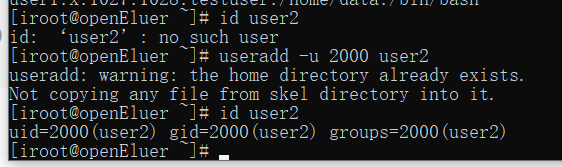 user1:x:1027:1028:testuser:/home/data:/bin/bash
[iroot@openEluer ~]# id user2
id: ‘user2’: no such user
[iroot@openEluer ~]# useradd -u 2000 user2
useradd: warning: the home directory already exists.
Not copying any file from skel directory into it.
[iroot@openEluer ~]# id user2
uid=2000(user2) gid=2000(user2) groups=2000(user2)
[iroot@openEluer ~]#